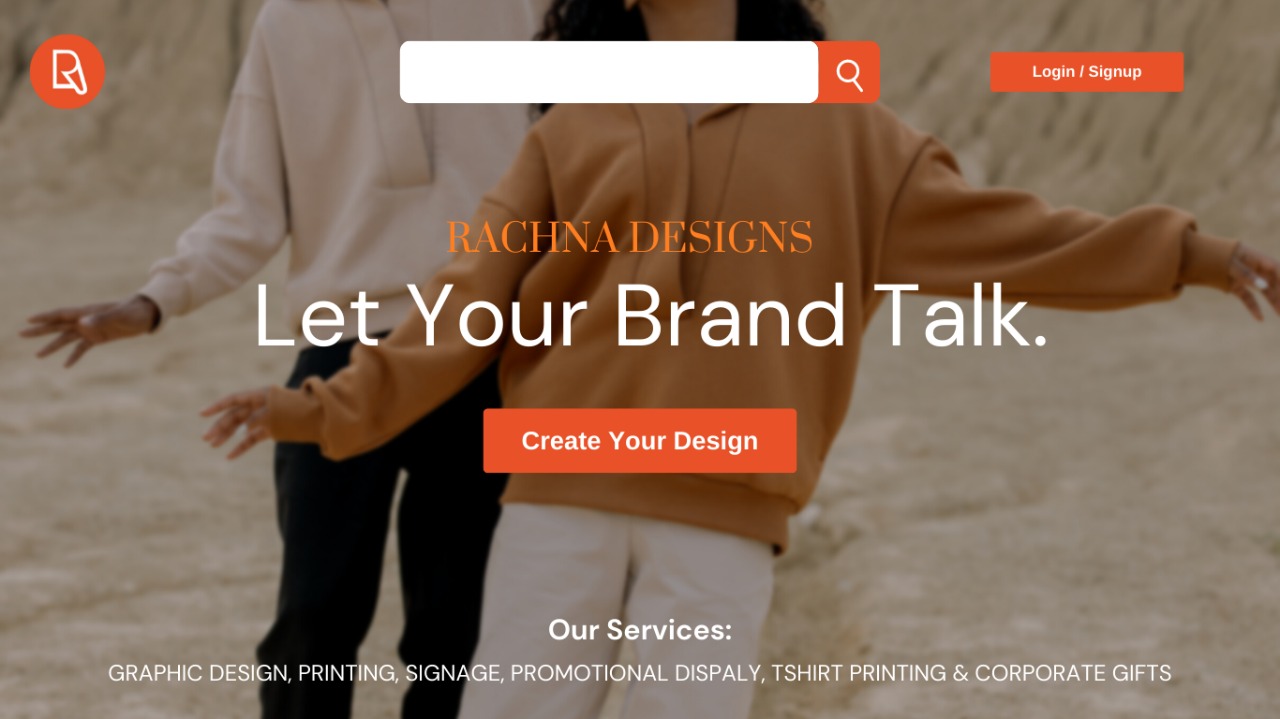 Login / Signup
RACHNA DESIGNS
Let Your Brand Talk.
Create Your Design
Our Services:
GRAPHIC DESIGN, PRINTING, SIGNAGE, PROMOTIONAL DISPALY, TSHIRT PRINTING & CORPORATE GIFTS